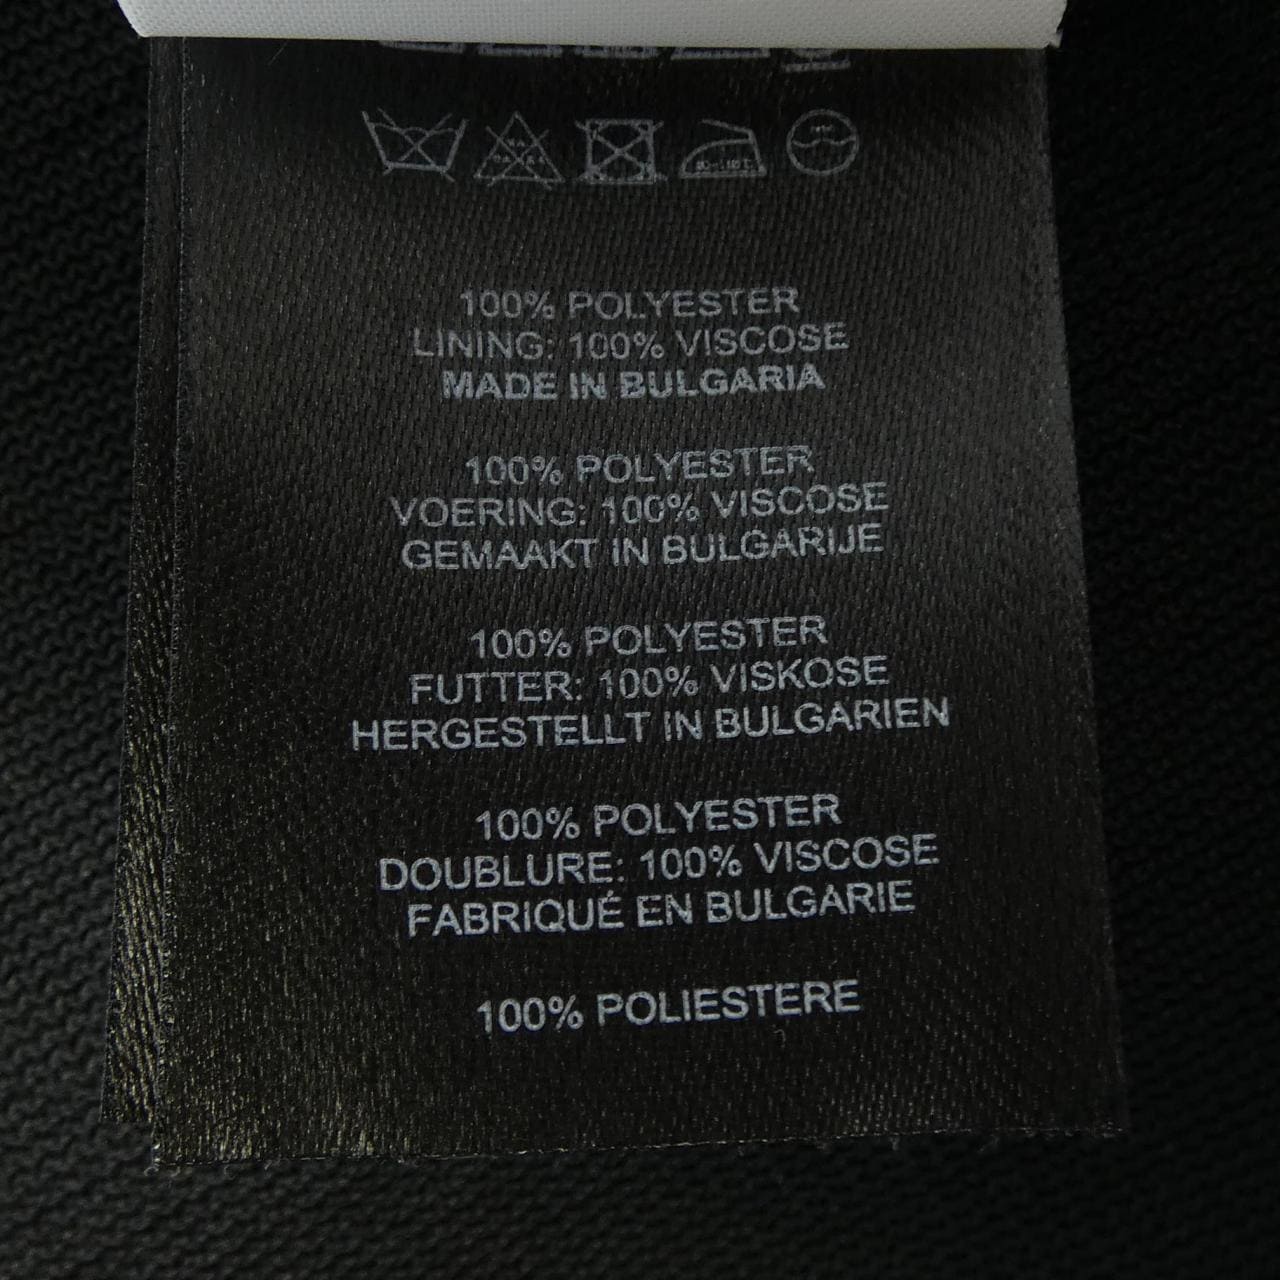 100% POLYESTER
LINING: 100% VISCOSE
MADE IN BULGARIA
100% POLYESTER
VOERING: 100% VISCOSE
GEMAAKT IN BULGARIJE
100% POLYESTER
FUTTER: 100% VISKOSE
HERGESTELLT IN BULGARIEN
100% POLYESTER
DOUBLURE: 100% VISCOSE
FABRIQUÉ EN BULGARIE
100% POLIESTERE